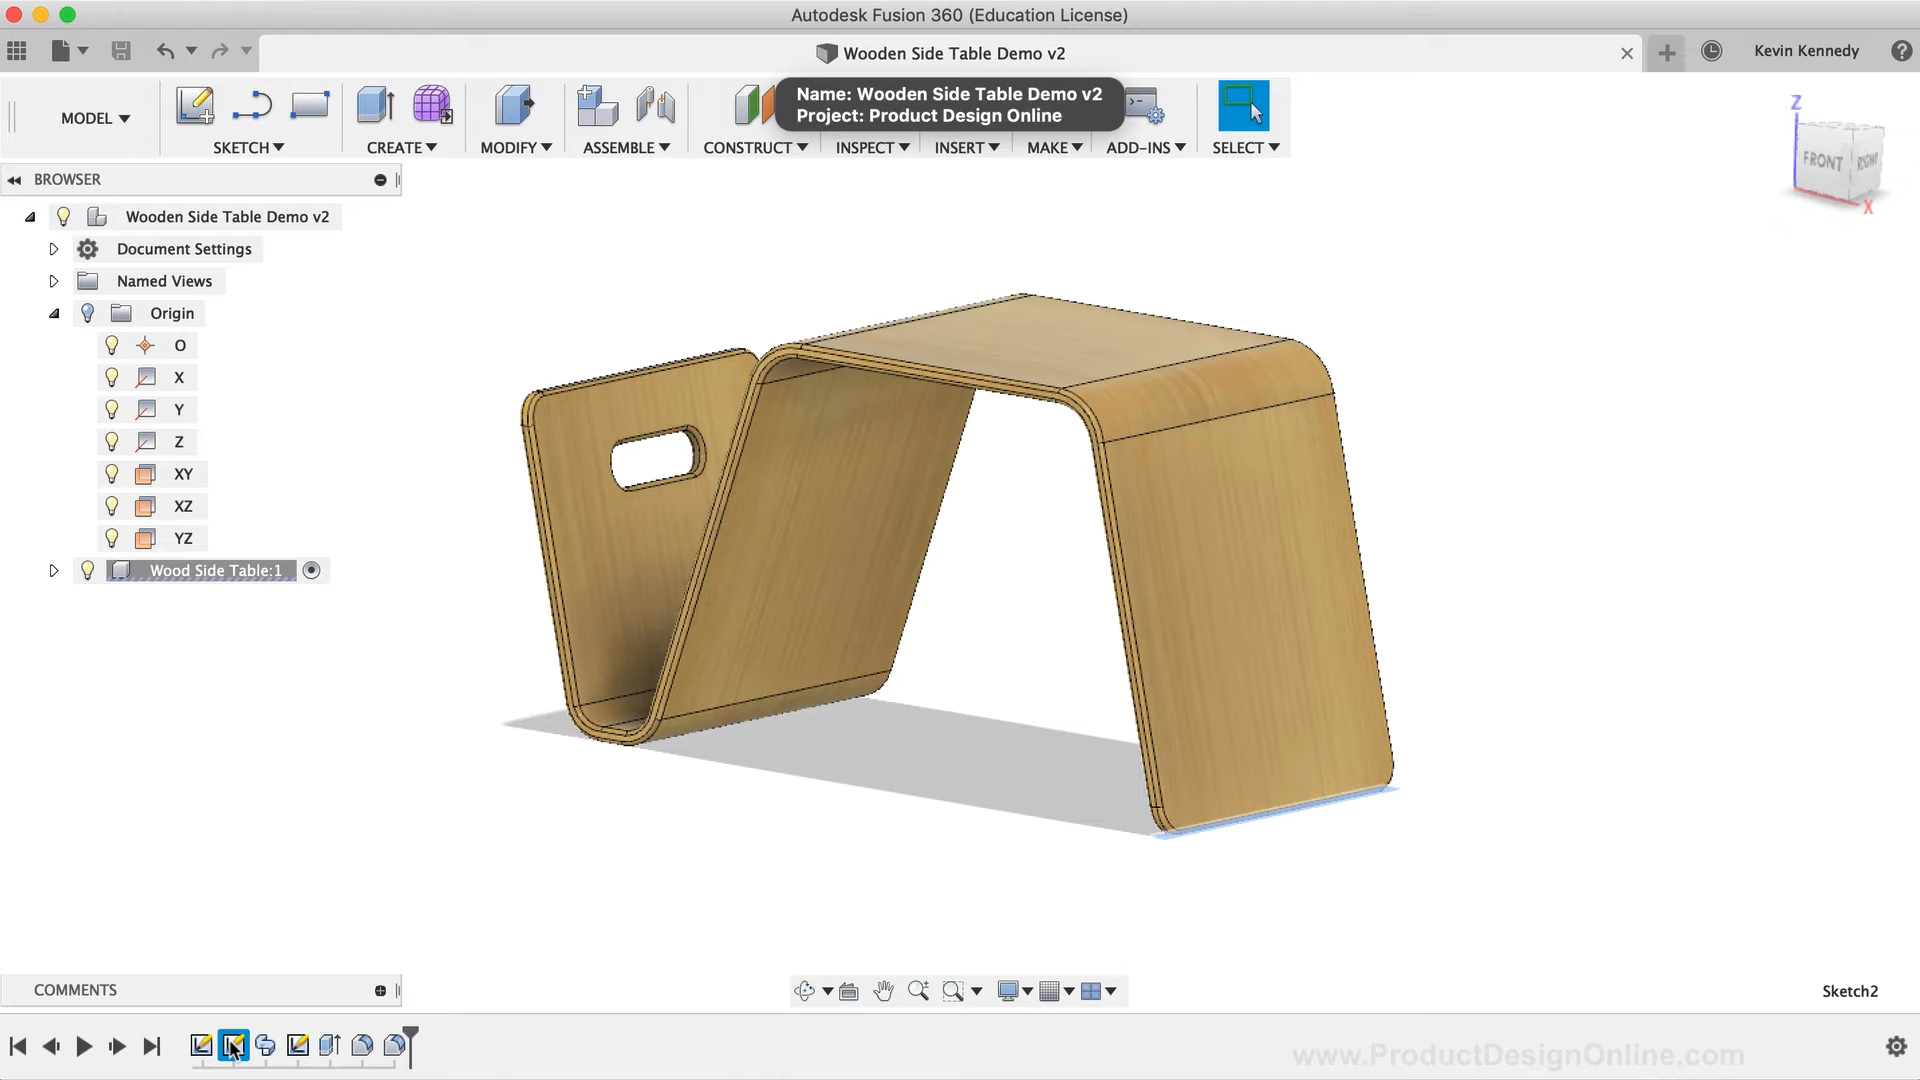 Autodesk Fusion 360 (Education License)
Wooden Side Table Demo v2
Kevin Kennedy
Name: Wooden Side Table Demo v2
Project: Product Design Online
MODEL
SKETCH
CREATE
MODIFY
ASSEMBLE
CONSTRUCT
INSPECT
INSERT
MAKE
ADD-INS
SELECT
Z
FRONT
RIGHT
X
BROWSER
Wooden Side Table Demo v2
Document Settings
Named Views
Origin
O
X
Y
Z
XY
XZ
YZ
Wood Side Table:1
COMMENTS
Sketch2
www.ProductDesignOnline.com